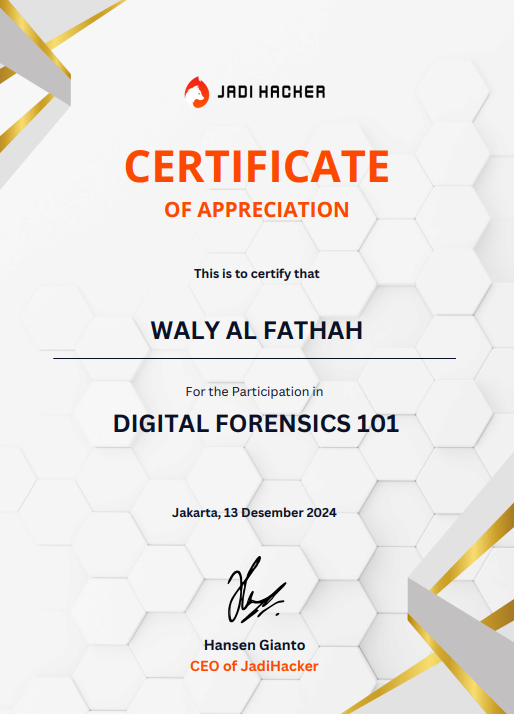 JADI HACKER
CERTIFICATE
OF APPRECIATION
This is to certify that
WALY AL FATHAH
For the Participation in
DIGITAL FORENSICS 101
Jakarta, 13 Desember 2024
Hansen Gianto
CEO of JadiHacker